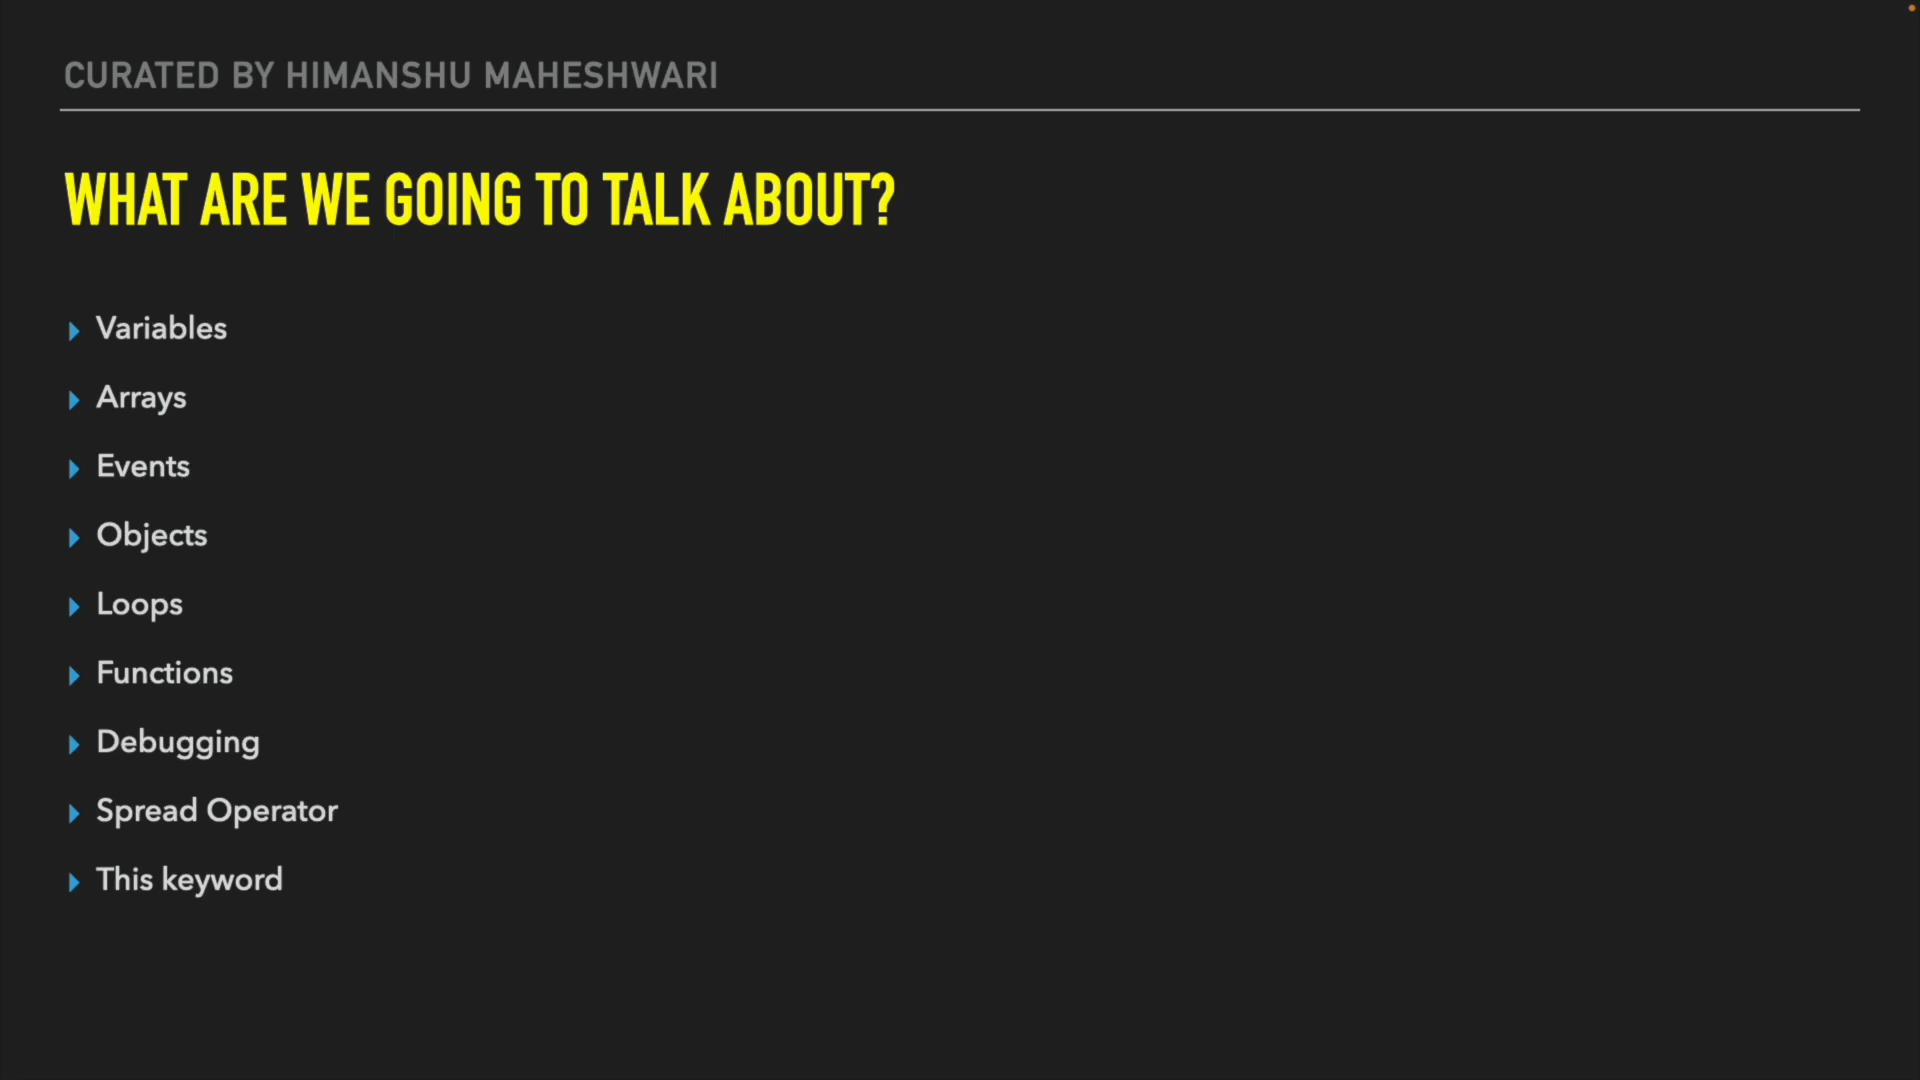 CURATED BY HIMANSHU MAHESHWARI
WHAT ARE WE GOING TO TALK ABOUT?
Variables
Arrays
Events
Objects
Loops
Functions
Debugging
Spread Operator
This keyword